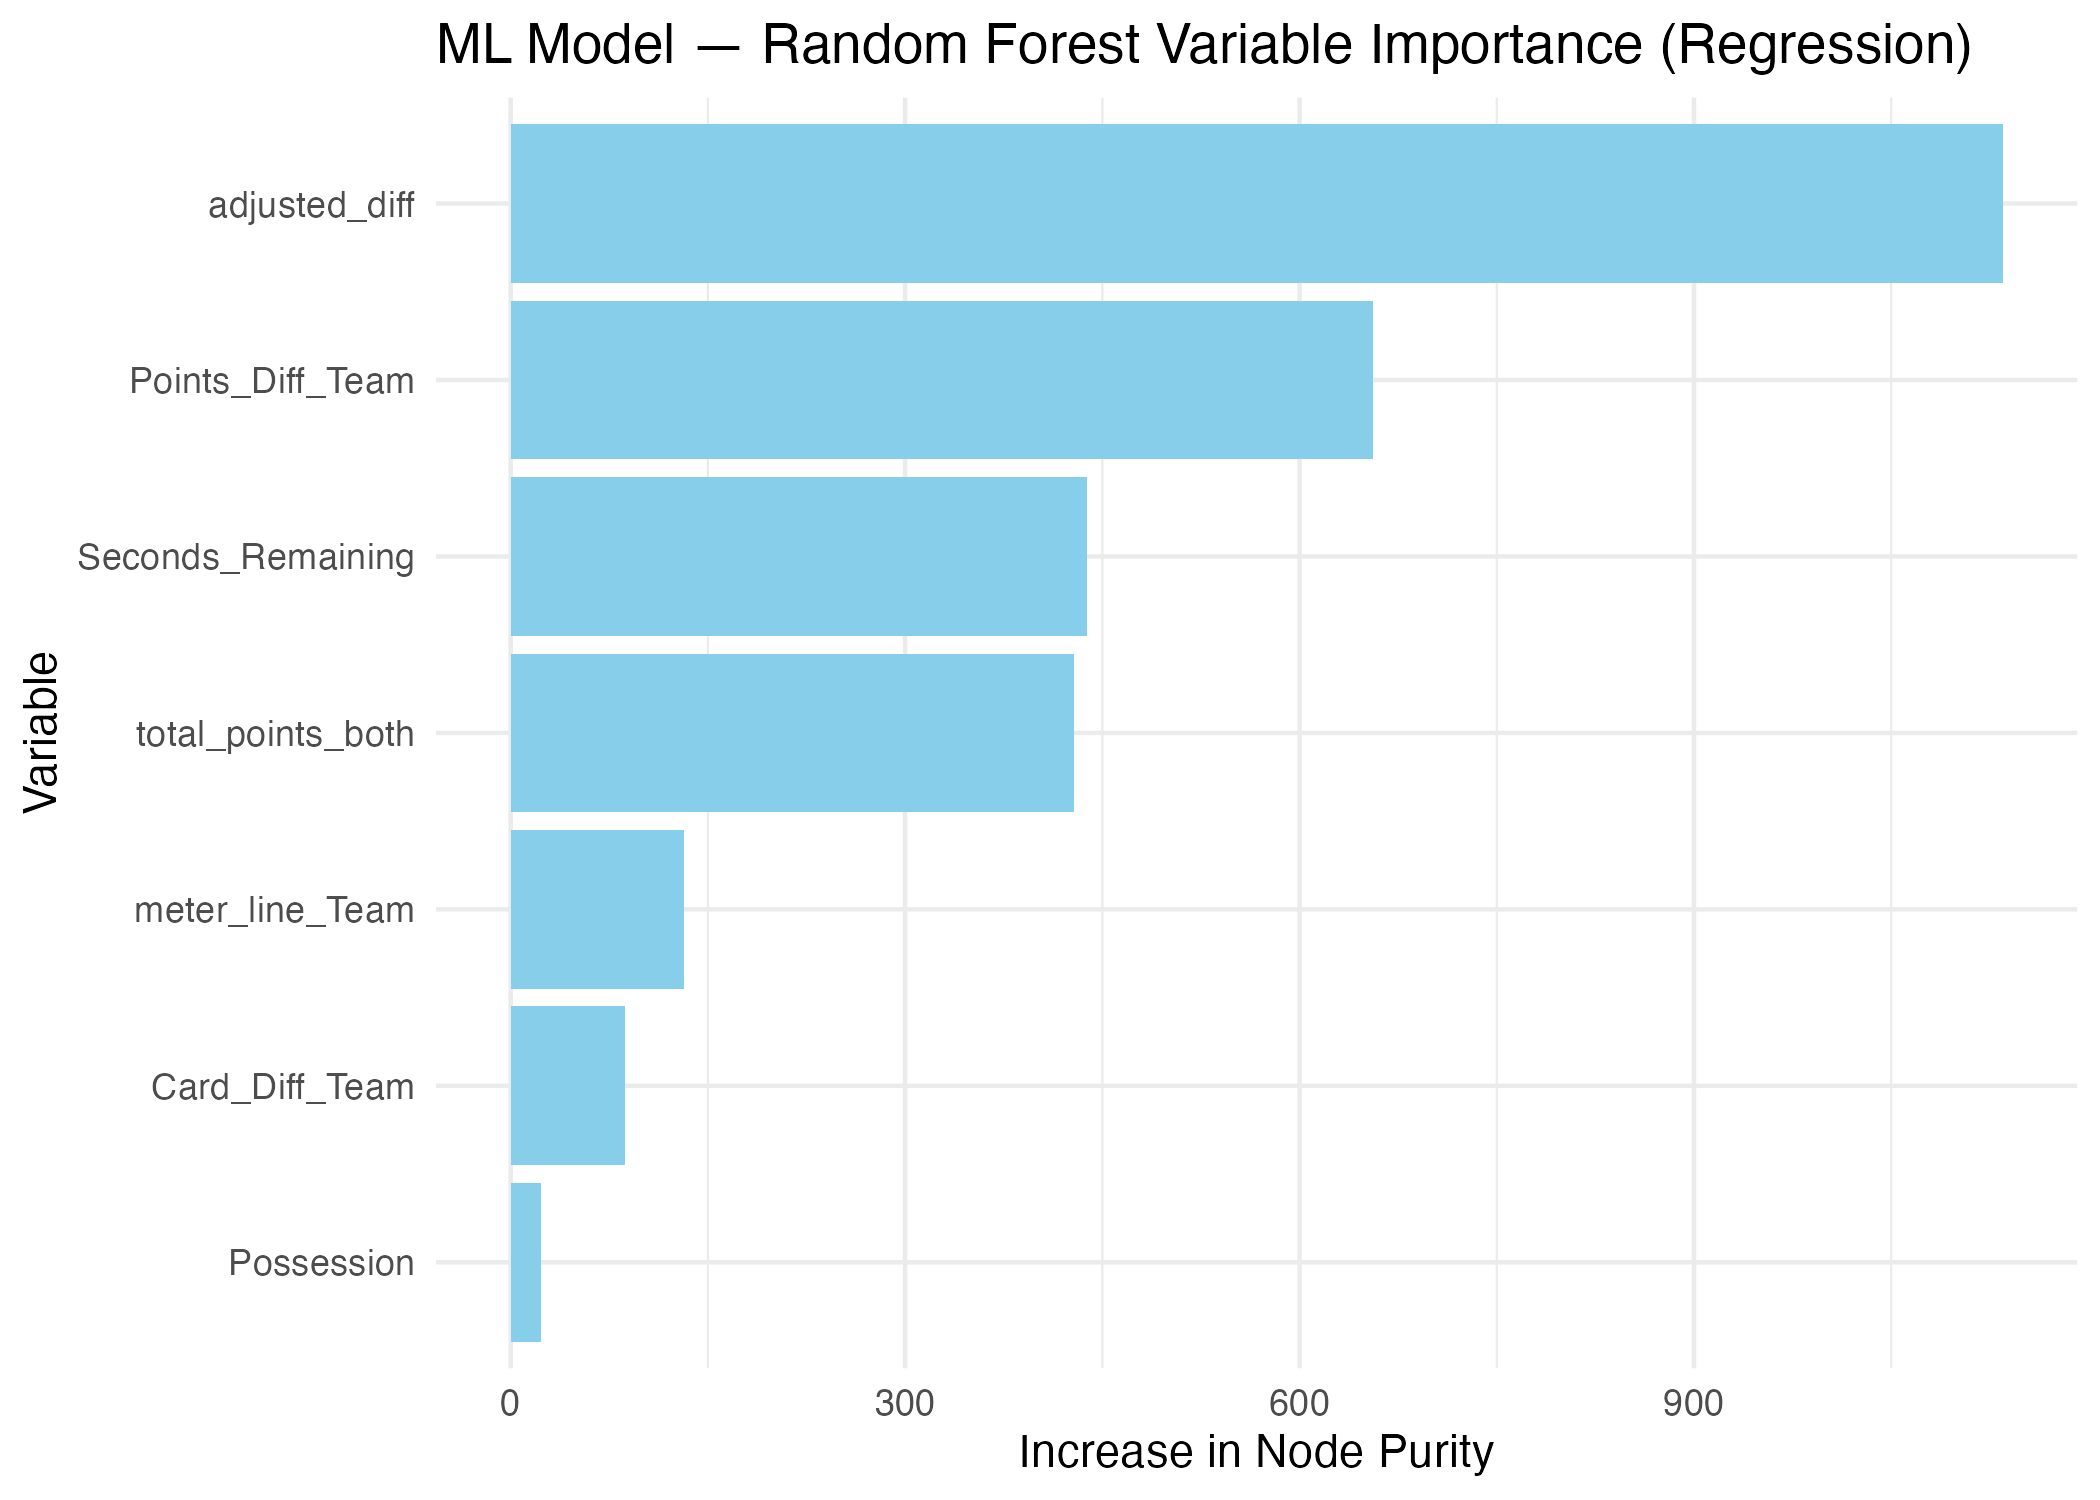 ML Model — Random Forest Variable Importance (Regression)
adjusted_diff
Points_Diff_Team
Seconds_Remaining
total_points_both
meter_line_Team
Card_Diff_Team
Possession
Variable
0 300 600 900
Increase in Node Purity